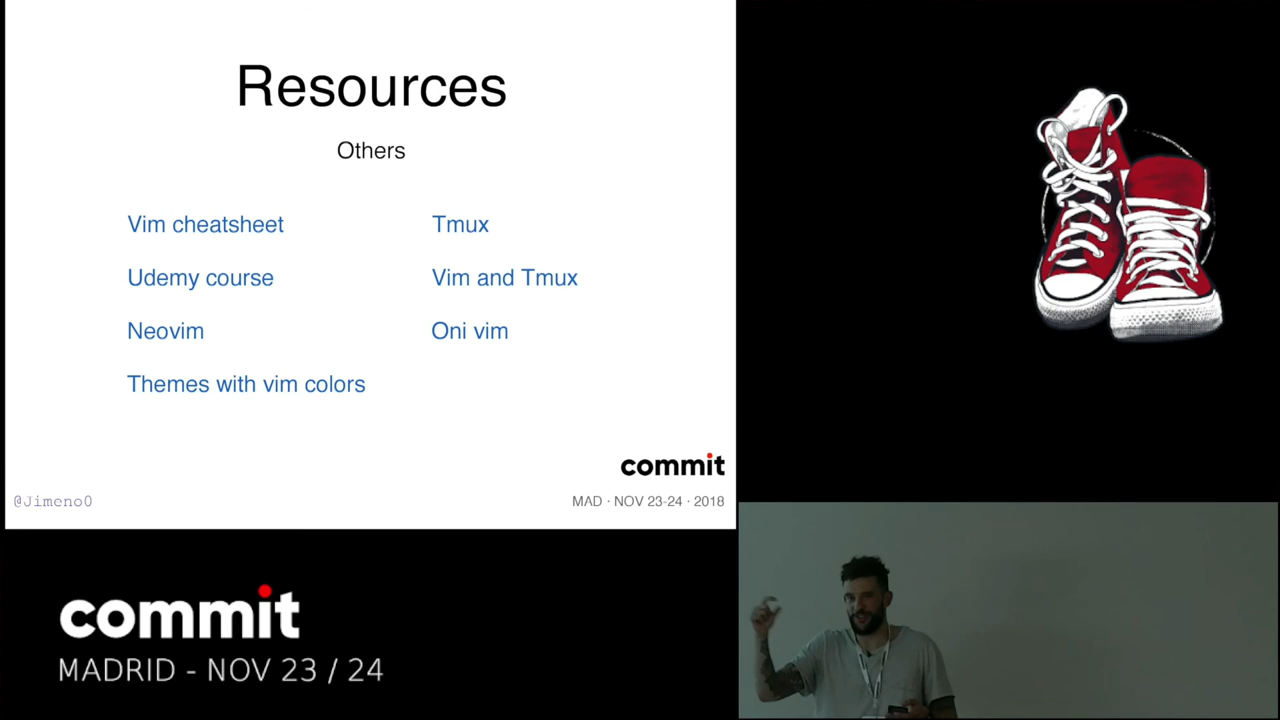 Resources
Others
Vim cheatsheet
Udemy course
Neovim
Themes with vim colors
Tmux
Vim and Tmux
Oni vim
commit
@Jimeno0
MAD · NOV 23-24 · 2018
commit
MADRID - NOV 23 / 24